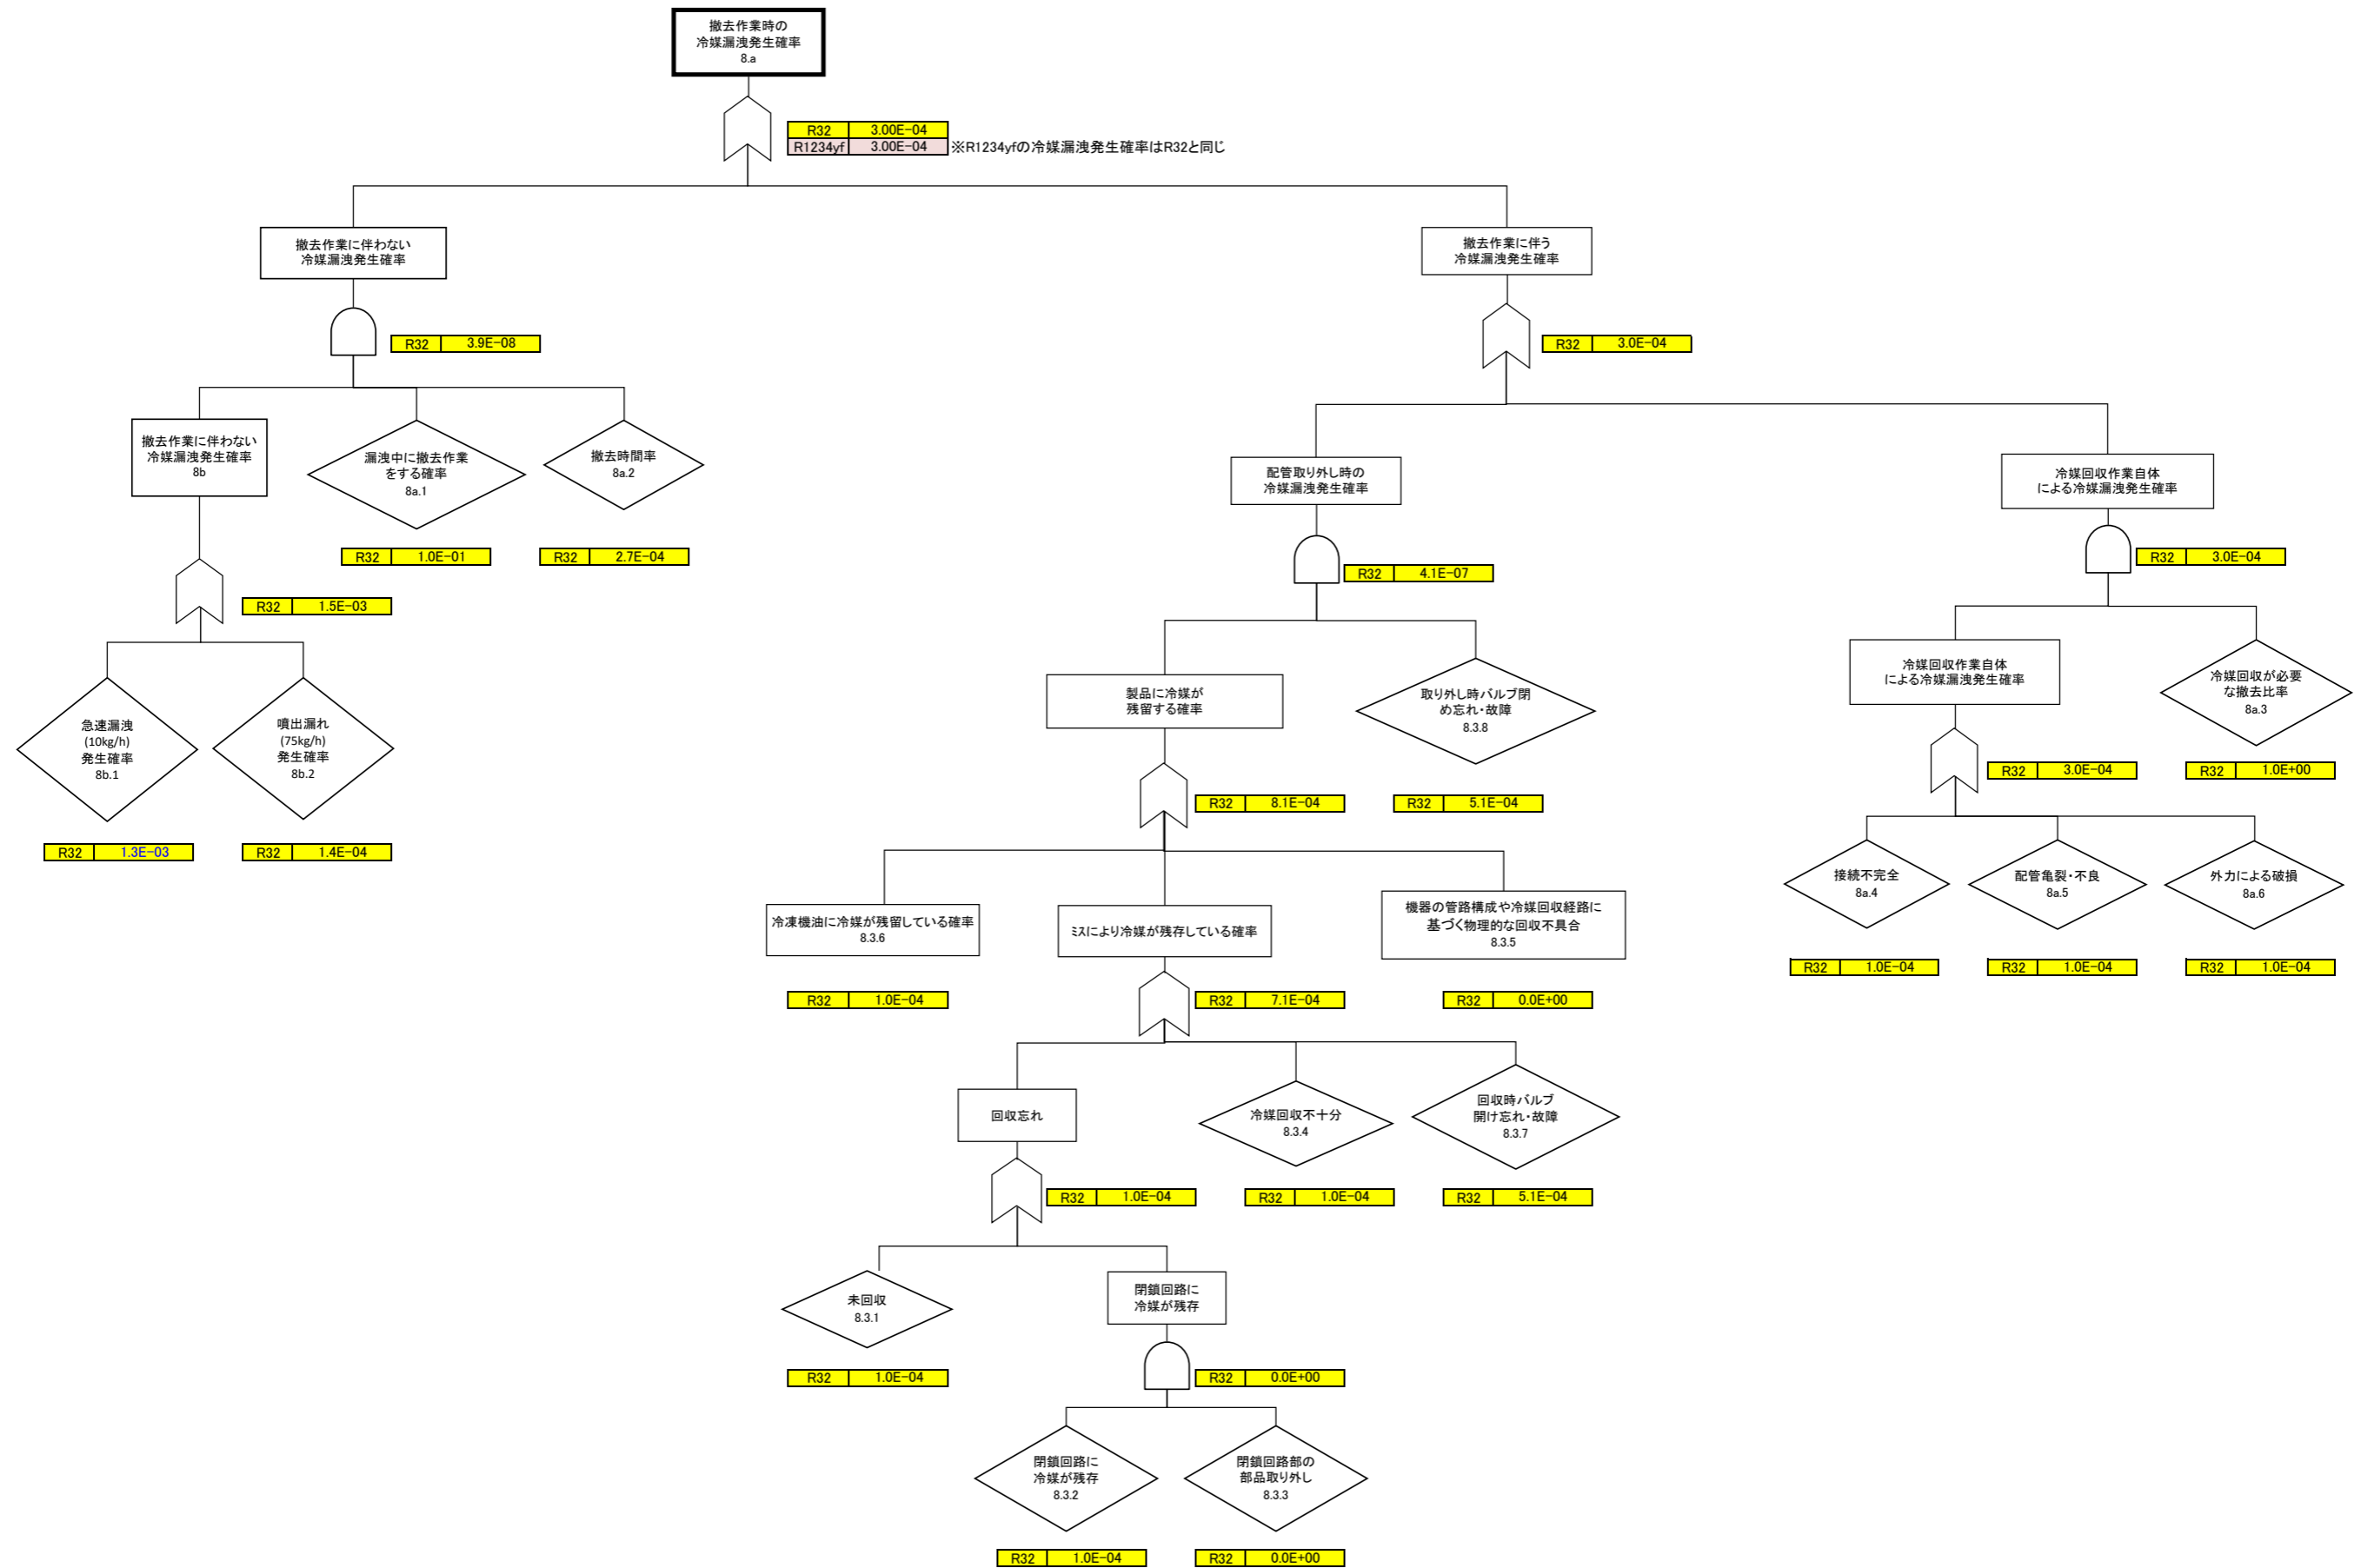 撤去作業時の
冷媒漏洩発生確率
8.a
R32 3.00E-04
R1234yf 3.00E-04 ※R1234yfの冷媒漏洩発生確率はR32と同じ
撤去作業に伴わない
冷媒漏洩発生確率
撤去作業に伴う
冷媒漏洩発生確率
R32 3.9E-08
R32 3.0E-04
撤去作業に伴わない
冷媒漏洩発生確率
8b
漏洩中に撤去作業
をする確率
8a.1
撤去時間率
8a.2
配管取り外し時の
冷媒漏洩発生確率
冷媒回収作業自体
による冷媒漏洩発生確率
R32 1.0E-01
R32 2.7E-04
R32 4.1E-07
R32 3.0E-04
R32 1.5E-03
急速漏洩
(10kg/h)
発生確率
8b.1
噴出漏れ
(75kg/h)
発生確率
8b.2
製品に冷媒が
残留する確率
取り外し時バルブ閉
め忘れ・故障
8.3.8
冷媒回収作業自体
による冷媒漏洩発生確率
冷媒回収が必要
な撤去比率
8a.3
R32 3.0E-04
R32 1.0E+00
R32 8.1E-04
R32 5.1E-04
R32 1.3E-03
R32 1.4E-04
接続不完全
8a.4
配管亀裂・不良
8a.5
外力による破損
8a.6
冷凍機油に冷媒が残留している確率
8.3.6
ミスにより冷媒が残存している確率
機器の管路構成や冷媒回収経路に
基づく物理的な回収不具合
8.3.5
R32 1.0E-04
R32 1.0E-04
R32 1.0E-04
R32 1.0E-04
R32 7.1E-04
R32 0.0E+00
回収忘れ
冷媒回収不十分
8.3.4
回収時バルブ
開け忘れ・故障
8.3.7
R32 1.0E-04
R32 1.0E-04
R32 5.1E-04
未回収
8.3.1
閉鎖回路に
冷媒が残存
R32 1.0E-04
R32 0.0E+00
閉鎖回路に
冷媒が残存
8.3.2
閉鎖回路部の
部品取り外し
8.3.3
R32 1.0E-04
R32 0.0E+00